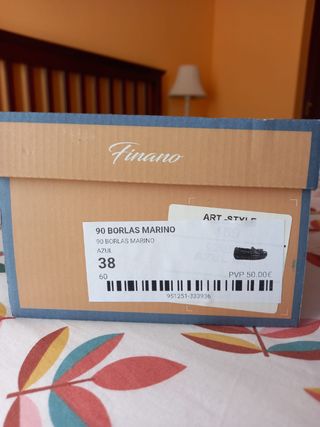 Finano
ART.-STYLE
90 BORLAS MARINO
90 BORLAS MARINO
AZUL
38
60
PVP 50.00€
951251-333936